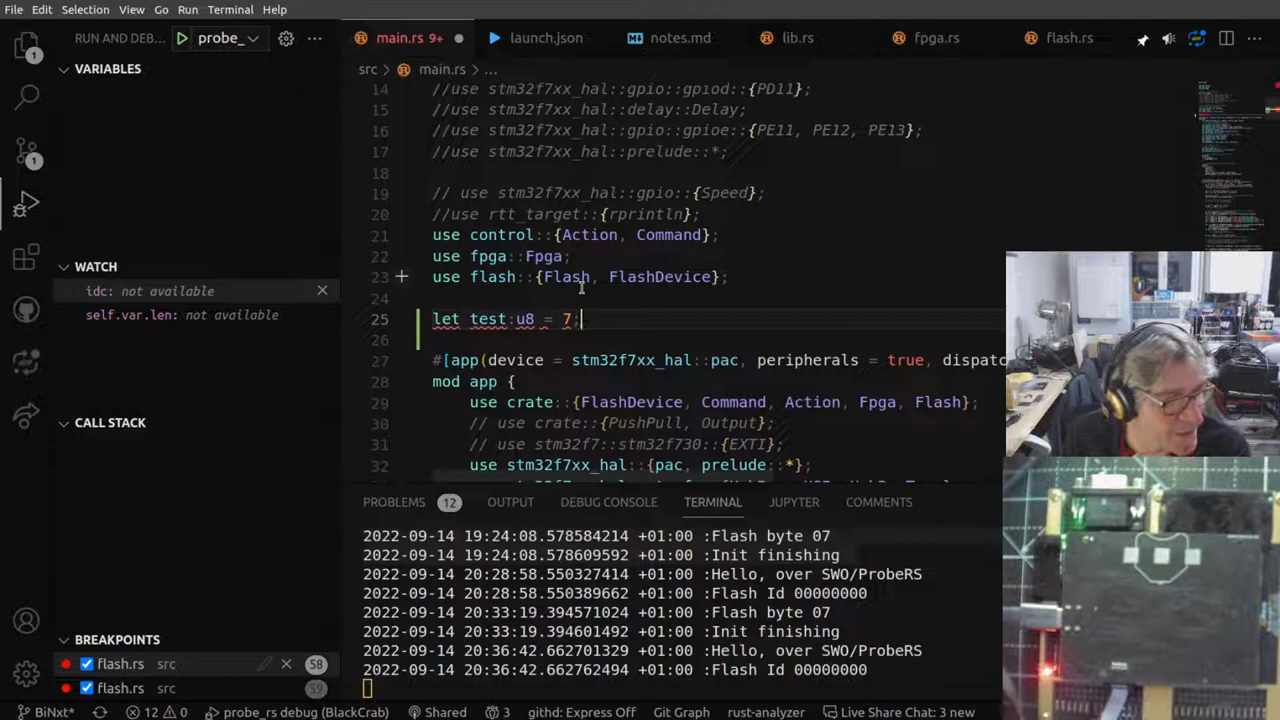 File Edit Selection View Go Run Terminal Help
RUN AND DEB... probe_
main.rs 9+
launch.json
notes.md
lib.rs
fpga.rs
flash.rs
VARIABLES
WATCH
idc: not available
self.var.len: not available
CALL STACK
BREAKPOINTS
flash.rs src 58
flash.rs src 59
src > main.rs > ...
14 //use stm32f7xx_hal::gpio::gpiod::{PD11};
15 //use stm32f7xx_hal::delay::Delay;
16 //use stm32f7xx_hal::gpio::gpioe::{PE11, PE12, PE13};
17 //use stm32f7xx_hal::prelude::*;
18
19 // use stm32f7xx_hal::gpio::{Speed};
20 //use rtt_target::{rprintln};
21 use control::{Action, Command};
22 use fpga::Fpga;
23 use flash::{Flash, FlashDevice};
24
25 let test:u8 = 7;
26
27 #[app(device = stm32f7xx_hal::pac, peripherals = true, dispatc
28 mod app {
29 use crate::{FlashDevice, Command, Action, Fpga, Flash};
30 // use crate::{PushPull, Output};
31 // use stm32f7::stm32f730::{EXTI};
32 use stm32f7xx_hal::{pac, prelude::*};
PROBLEMS 12 OUTPUT DEBUG CONSOLE TERMINAL JUPYTER COMMENTS
2022-09-14 19:24:08.578584214 +01:00 :Flash byte 07
2022-09-14 19:24:08.578609592 +01:00 :Init finishing
2022-09-14 20:28:58.550327414 +01:00 :Hello, over SWO/ProbeRS
2022-09-14 20:28:58.550389662 +01:00 :Flash Id 00000000
2022-09-14 20:33:19.394571024 +01:00 :Flash byte 07
2022-09-14 20:33:19.394601492 +01:00 :Init finishing
2022-09-14 20:36:42.662701329 +01:00 :Hello, over SWO/ProbeRS
2022-09-14 20:36:42.662762494 +01:00 :Flash Id 00000000
BiNxt* 12 0 probe_rs debug (BlackCrab) Shared 3 githd: Express Off Git Graph rust-analyzer Live Share Chat: 3 new